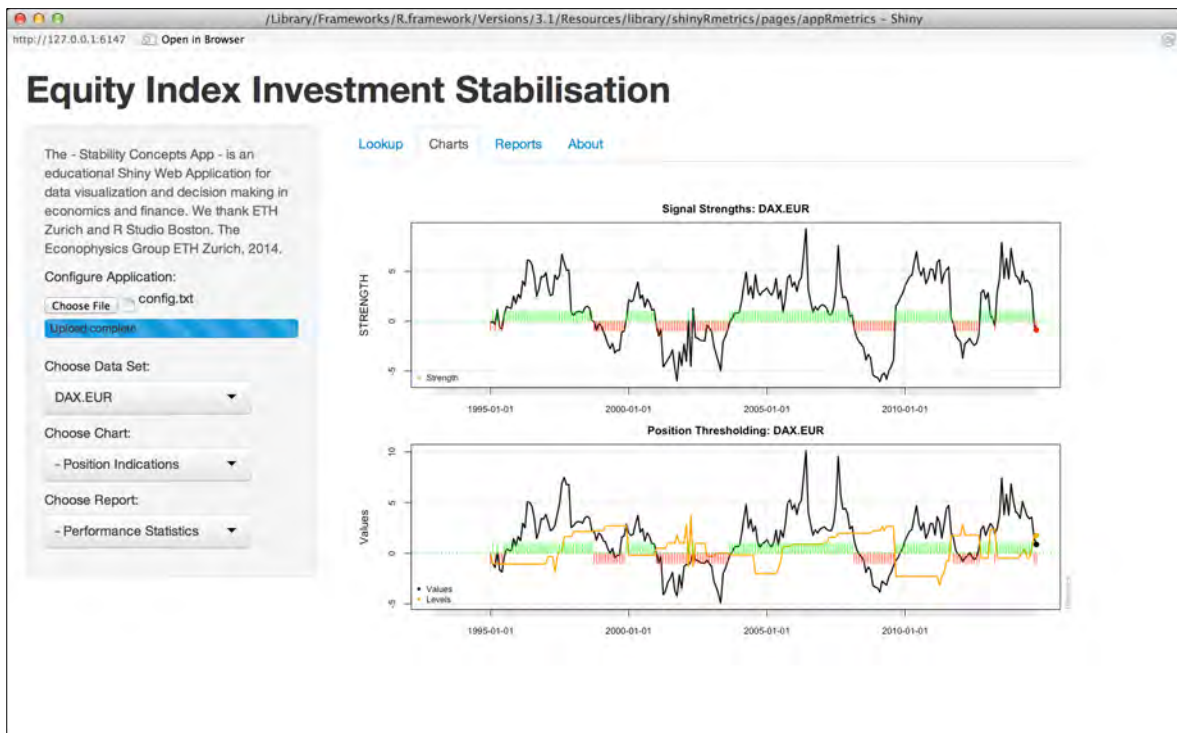 /Library/Frameworks/R.framework/Versions/3.1/Resources/library/shinyRmetrics/pages/appRmetrics – Shiny
http://127.0.0.1:6147 Open in Browser
Equity Index Investment Stabilisation
The - Stability Concepts App - is an
educational Shiny Web Application for
data visualization and decision making in
economics and finance. We thank ETH
Zurich and R Studio Boston. The
Econophysics Group ETH Zurich, 2014.
Configure Application:
Choose File config.txt
Upload complete
Choose Data Set:
DAX.EUR
Choose Chart:
- Position Indications
Choose Report:
- Performance Statistics
Lookup Charts Reports About
Signal Strengths: DAX.EUR
STRENGTH
5
0
-5
Strength
1995-01-01 2000-01-01 2005-01-01 2010-01-01
Position Thresholding: DAX.EUR
Values
10
5
0
-5
Values
Levels
1995-01-01 2000-01-01 2005-01-01 2010-01-01